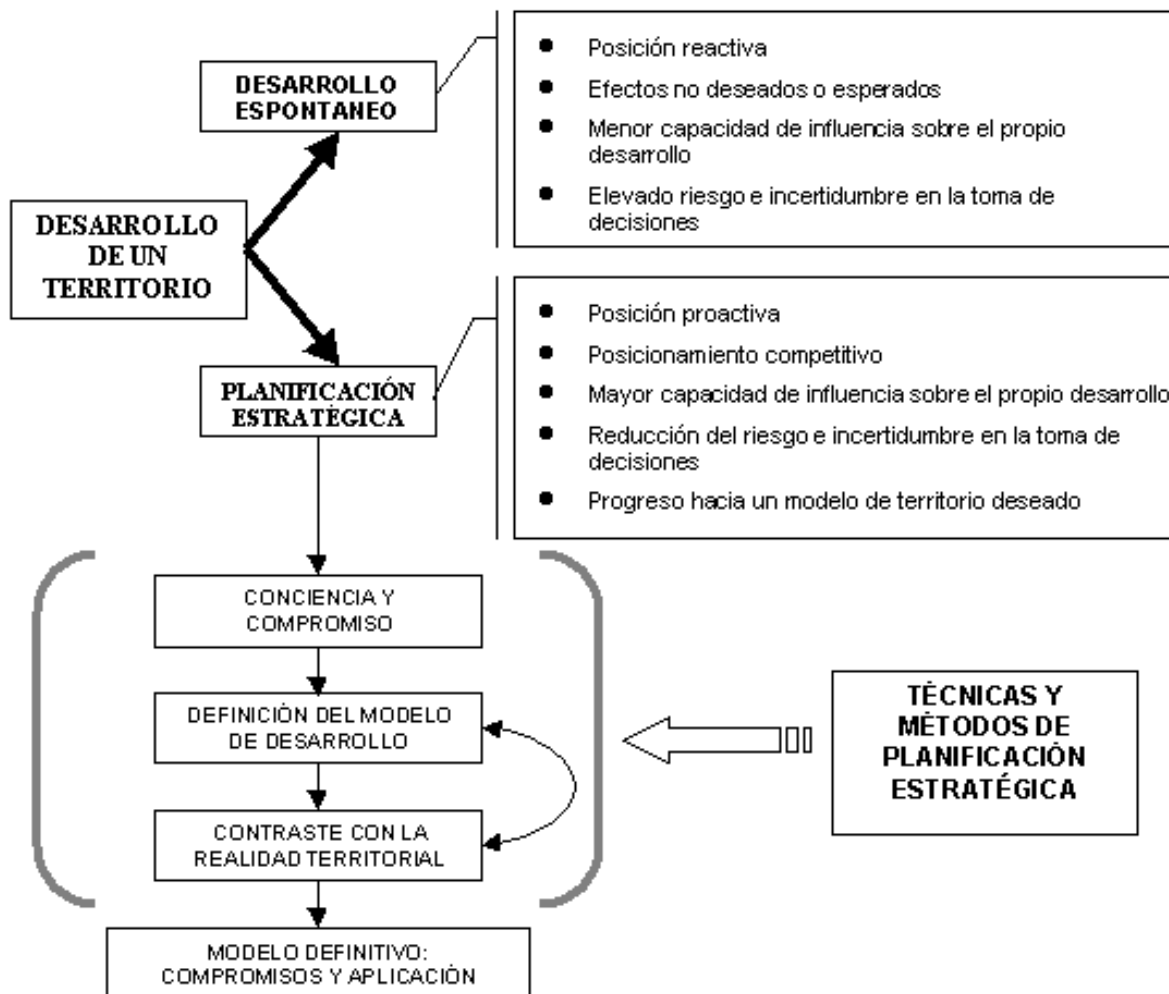 DESARROLLO
ESPONTANEO
Posición reactiva
Efectos no deseados o esperados
Menor capacidad de influencia sobre el propio
desarrollo
Elevado riesgo e incertidumbre en la toma de
decisiones
DESARROLLO
DE UN
TERRITORIO
PLANIFICACIÓN
ESTRATÉGICA
Posición proactiva
Posicionamiento competitivo
Mayor capacidad de influencia sobre el propio desarrollo
Reducción del riesgo e incertidumbre en la toma de
decisiones
Progreso hacia un modelo de territorio deseado
CONCIENCIA Y
COMPROMISO
DEFINICIÓN DEL MODELO
DE DESARROLLO
CONTRASTE CON LA
REALIDAD TERRITORIAL
MODELO DEFINITIVO:
COMPROMISOS Y APLICACIÓN
TÉCNICAS Y
MÉTODOS DE
PLANIFICACIÓN
ESTRATÉGICA